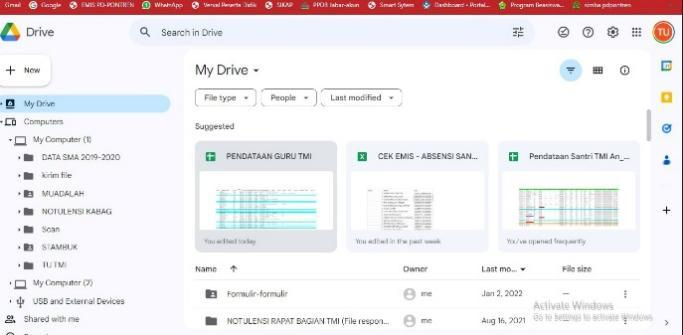 Gmail Google EMIS PD-PONTREN WhatsApp Verval Peserta Didik SIKAP PPDB Jabar-akun Smart Sytem Dashboard - Portal... Program Beasiswa... simba pdpontren
Drive
Search in Drive
TU
New
My Drive
File type People Last modified
Suggested
PENDATAAN GURU TMI
You edited today
CEK EMIS - ABSENSI SAN...
You edited in the past week
Pendataan Santri TMI An_...
You've opened frequently
My Drive
Computers
My Computer (1)
DATA SMA 2019-2020
kirim file
MUADALAH
NOTULENSI KABAG
Scan
STAMBUK
TU TMI
My Computer (2)
USB and External Devices
Shared with me
Name Owner Last mo... File size
Formulir-formulir me Jan 2, 2022 —
NOTULENSI RAPAT BAGIAN TMI (File respon... me Aug 16, 2021
Activate Windows
Go to Settings to activate Windows.